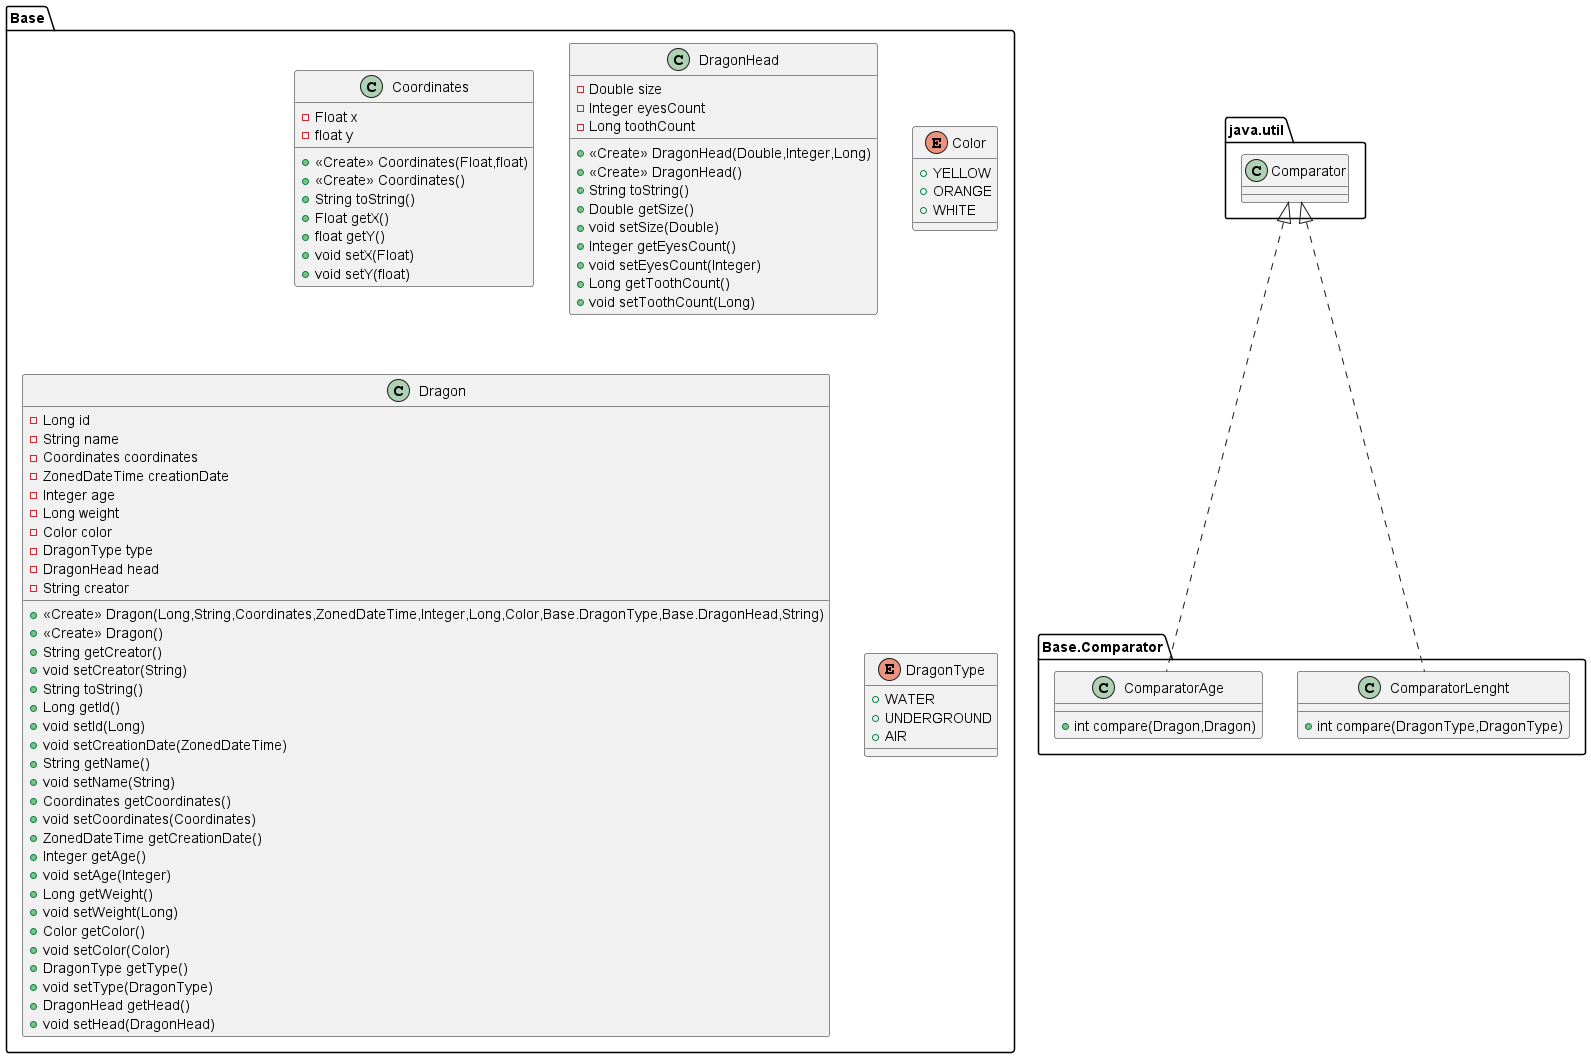 Base
C Coordinates
Float x
float y
«Create» Coordinates(Float,float)
«Create» Coordinates()
String toString()
Float getX()
float getY()
void setX(Float)
void setY(float)
C DragonHead
Double size
Integer eyesCount
Long toothCount
«Create» DragonHead(Double,Integer,Long)
«Create» DragonHead()
String toString()
Double getSize()
void setSize(Double)
Integer getEyesCount()
void setEyesCount(Integer)
Long getToothCount()
void setToothCount(Long)
E Color
YELLOW
ORANGE
WHITE
C Dragon
Long id
String name
Coordinates coordinates
ZonedDateTime creationDate
Integer age
Long weight
Color color
DragonType type
DragonHead head
String creator
«Create» Dragon(Long,String,Coordinates,ZonedDateTime,Integer,Long,Color,Base.DragonType,Base.DragonHead,String)
«Create» Dragon()
String getCreator()
void setCreator(String)
String toString()
Long getId()
void setId(Long)
void setCreationDate(ZonedDateTime)
String getName()
void setName(String)
Coordinates getCoordinates()
void setCoordinates(Coordinates)
ZonedDateTime getCreationDate()
Integer getAge()
void setAge(Integer)
Long getWeight()
void setWeight(Long)
Color getColor()
void setColor(Color)
DragonType getType()
void setType(DragonType)
DragonHead getHead()
void setHead(DragonHead)
E DragonType
WATER
UNDERGROUND
AIR
java.util
C Comparator
Base.Comparator
C ComparatorAge
int compare(Dragon,Dragon)
C ComparatorLenght
int compare(DragonType,DragonType)